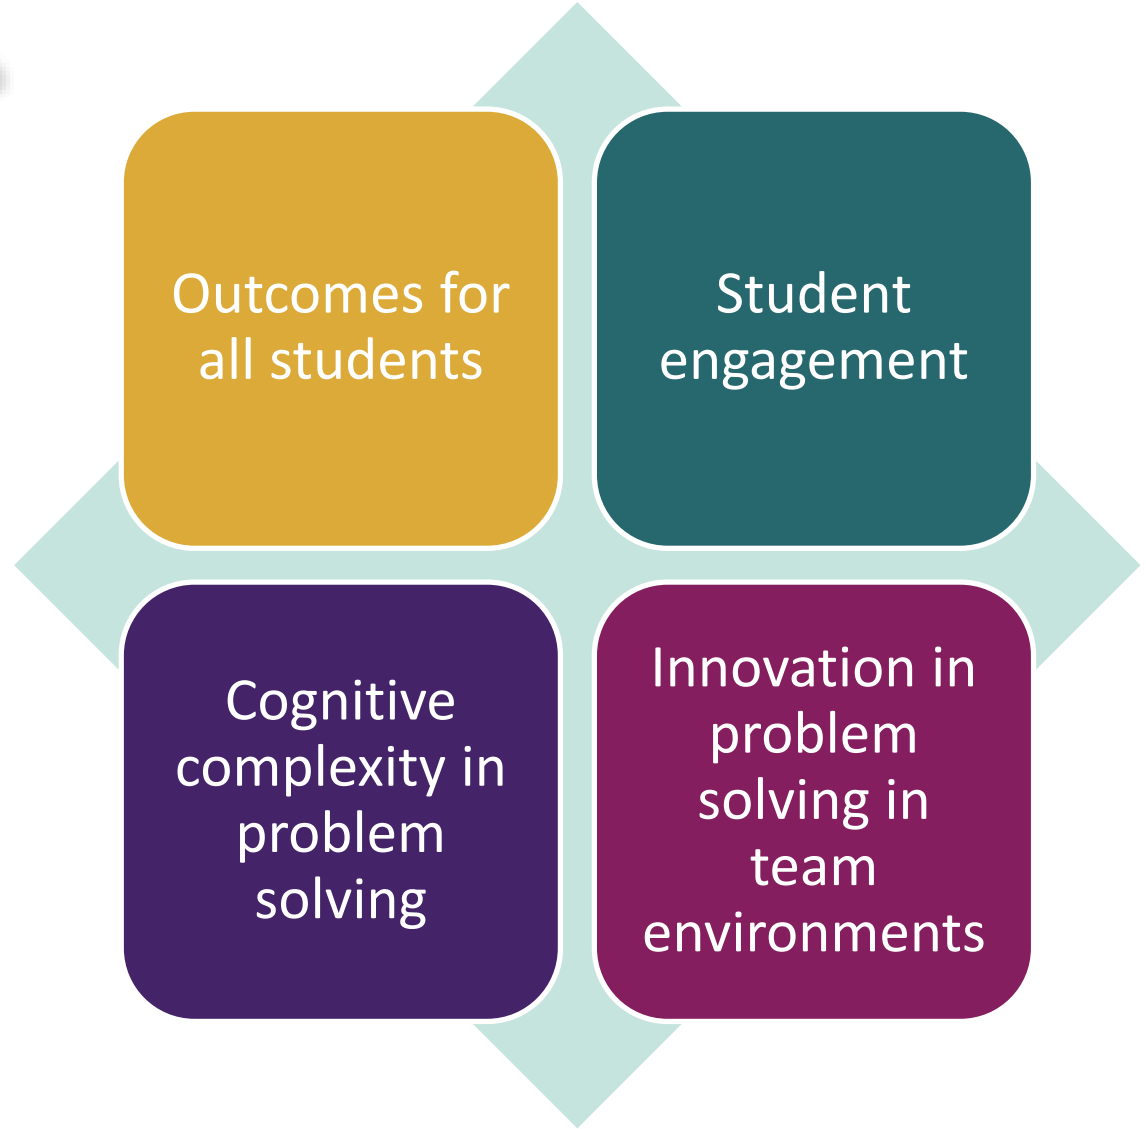 Outcomes for
all students
Student
engagement
Cognitive
complexity in
problem
solving
Innovation in
problem
solving in
team
environments